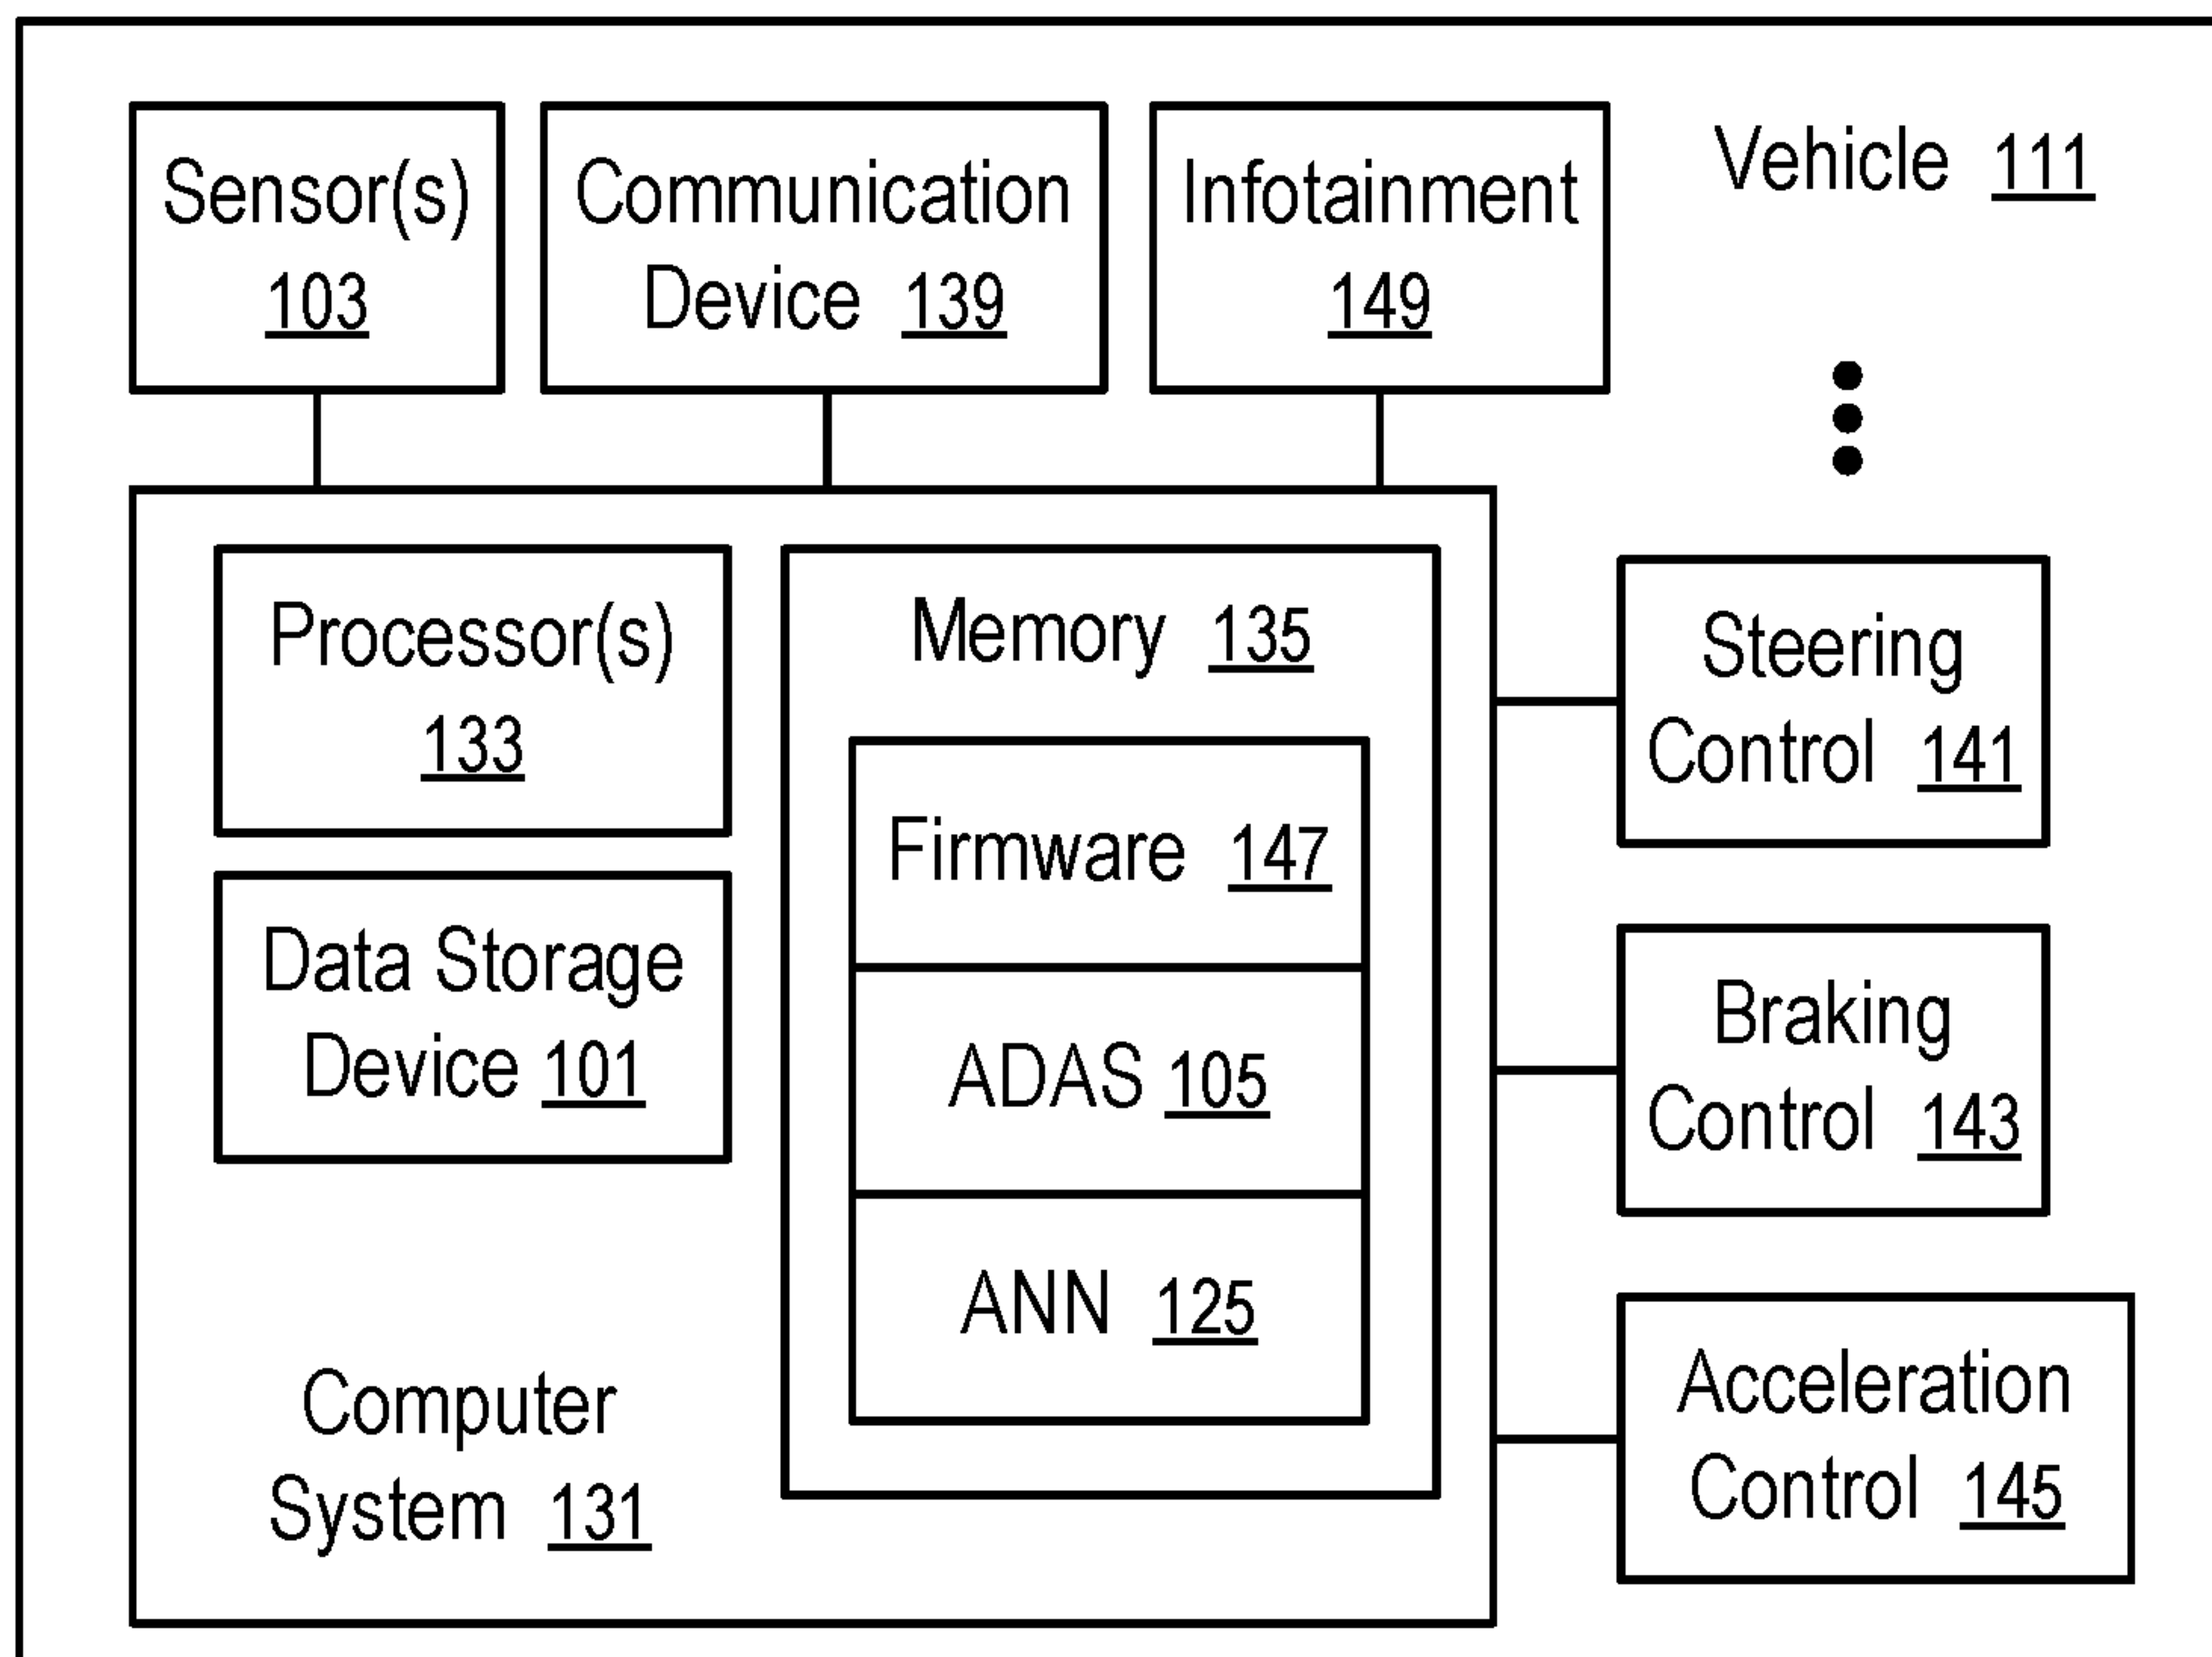 Sensor(s)
103
Communication
Device 139
Infotainment
149
Vehicle 111
Processor(s)
133
Data Storage
Device 101
Computer
System 131
Memory 135
Firmware 147
ADAS 105
ANN 125
Steering
Control 141
Braking
Control 143
Acceleration
Control 145